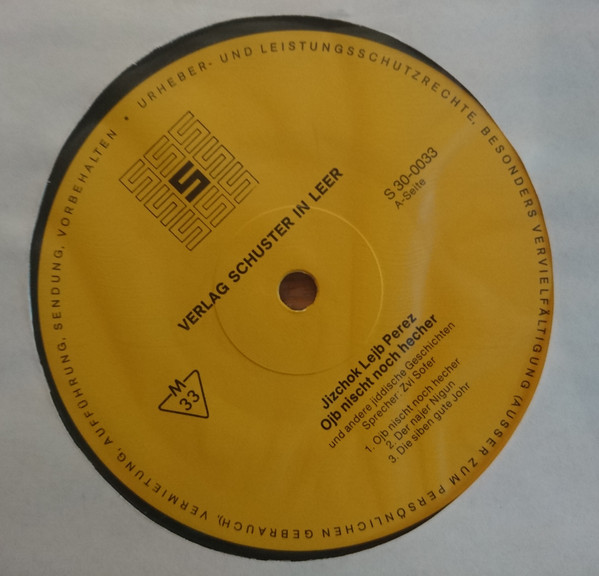 URHEBER- UND LEISTUNGSSCHUTZRECHTE, BESONDERS VERVIELFÄLTIGUNG (AUSSER ZUM PERSÖNLICHEN GEBRAUCH), VERMIETUNG, AUFFÜHRUNG, SENDUNG, VORBEHALTEN •
S
VERLAG SCHUSTER IN LEER
S 30-0033
A-Seite
M
33
Jizchok Lejb Perez
Ojb nischt noch hecher
und andere jiddische Geschichten
Sprecher: Zvi Sofer
1. Ojb nischt noch hecher
2. Der najer Nigun
3. Die siben gute Johr